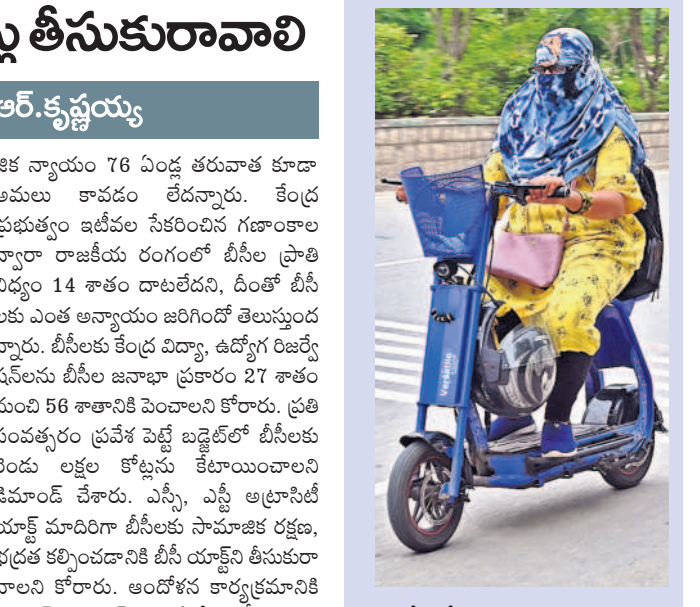 తీసుకురావాలి
ఆర్.కృష్ణయ్య
న్యాయం 76 ఏండ్ల తరువాత కూడా
అమలు కావడం లేదన్నారు. కేంద్ర
ప్రభుత్వం ఇటీవల సేకరించిన గణాంకాల
ద్వారా రాజకీయ రంగంలో బీసీల ప్రాతి
నిధ్యం 14 శాతం దాటలేదని, దీంతో బీసీ
లకు ఎంత అన్యాయం జరిగిందో తెలుస్తుంద
న్నారు. బీసీలకు కేంద్ర విద్యా, ఉద్యోగ రిజర్వే
షన్‌లను బీసీల జనాభా ప్రకారం 27 శాతం
నుంచి 56 శాతానికి పెంచాలని కోరారు. ప్రతి
సంవత్సరం ప్రవేశ పెట్టే బడ్జెట్‌లో బీసీలకు
రెండు లక్షల కోట్లను కేటాయించాలని
డిమాండ్ చేశారు. ఎస్సీ, ఎస్టీ అట్రాసిటీ
యాక్ట్ మాదిరిగా బీసీలకు సామాజిక రక్షణ,
భద్రత కల్పించడానికి బీసీ యాక్ట్‌ని తీసుకురా
వాలని కోరారు. ఆందోళన కార్యక్రమానికి
Versatile